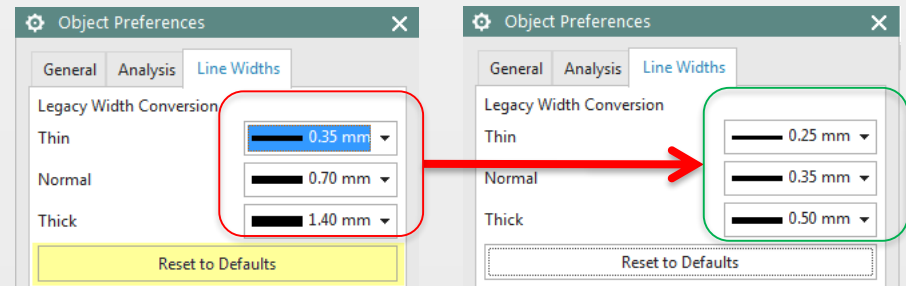 Object Preferences
General Analysis Line Widths
Legacy Width Conversion
Thin 0.35 mm
Normal 0.70 mm
Thick 1.40 mm
Reset to Defaults
Object Preferences
General Analysis Line Widths
Legacy Width Conversion
Thin 0.25 mm
Normal 0.35 mm
Thick 0.50 mm
Reset to Defaults